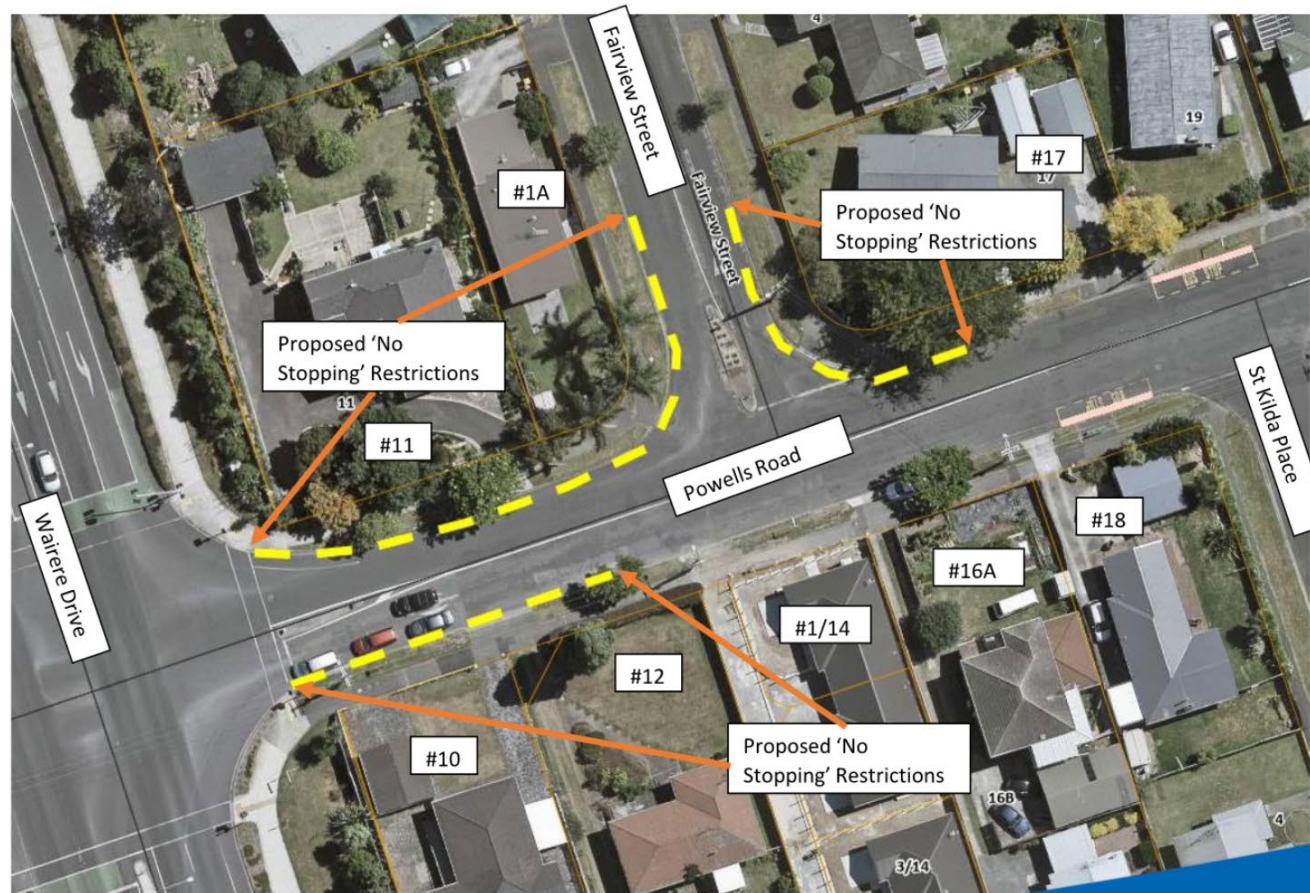 Fairview Street
4
19
#17
17
#1A
Proposed ‘No
Stopping’ Restrictions
Fairview Street
Proposed ‘No
Stopping’ Restrictions
11
#11
St Kilda Place
Powells Road
Wairere Drive
#18
#16A
#1/14
#12
#10
Proposed ‘No
Stopping’ Restrictions
16B
4
3/14